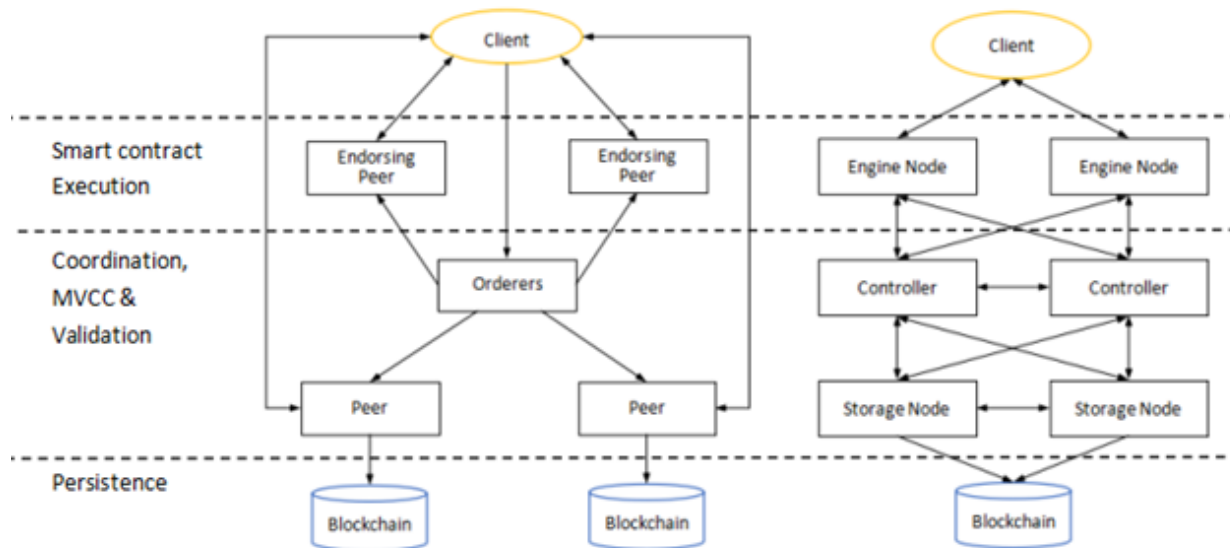 Client
Client
Smart contract
Execution
Endorsing
Peer
Endorsing
Peer
Engine Node
Engine Node
Coordination,
MVCC &
Validation
Orderers
Controller
Controller
Peer
Peer
Storage Node
Storage Node
Persistence
Blockchain
Blockchain
Blockchain